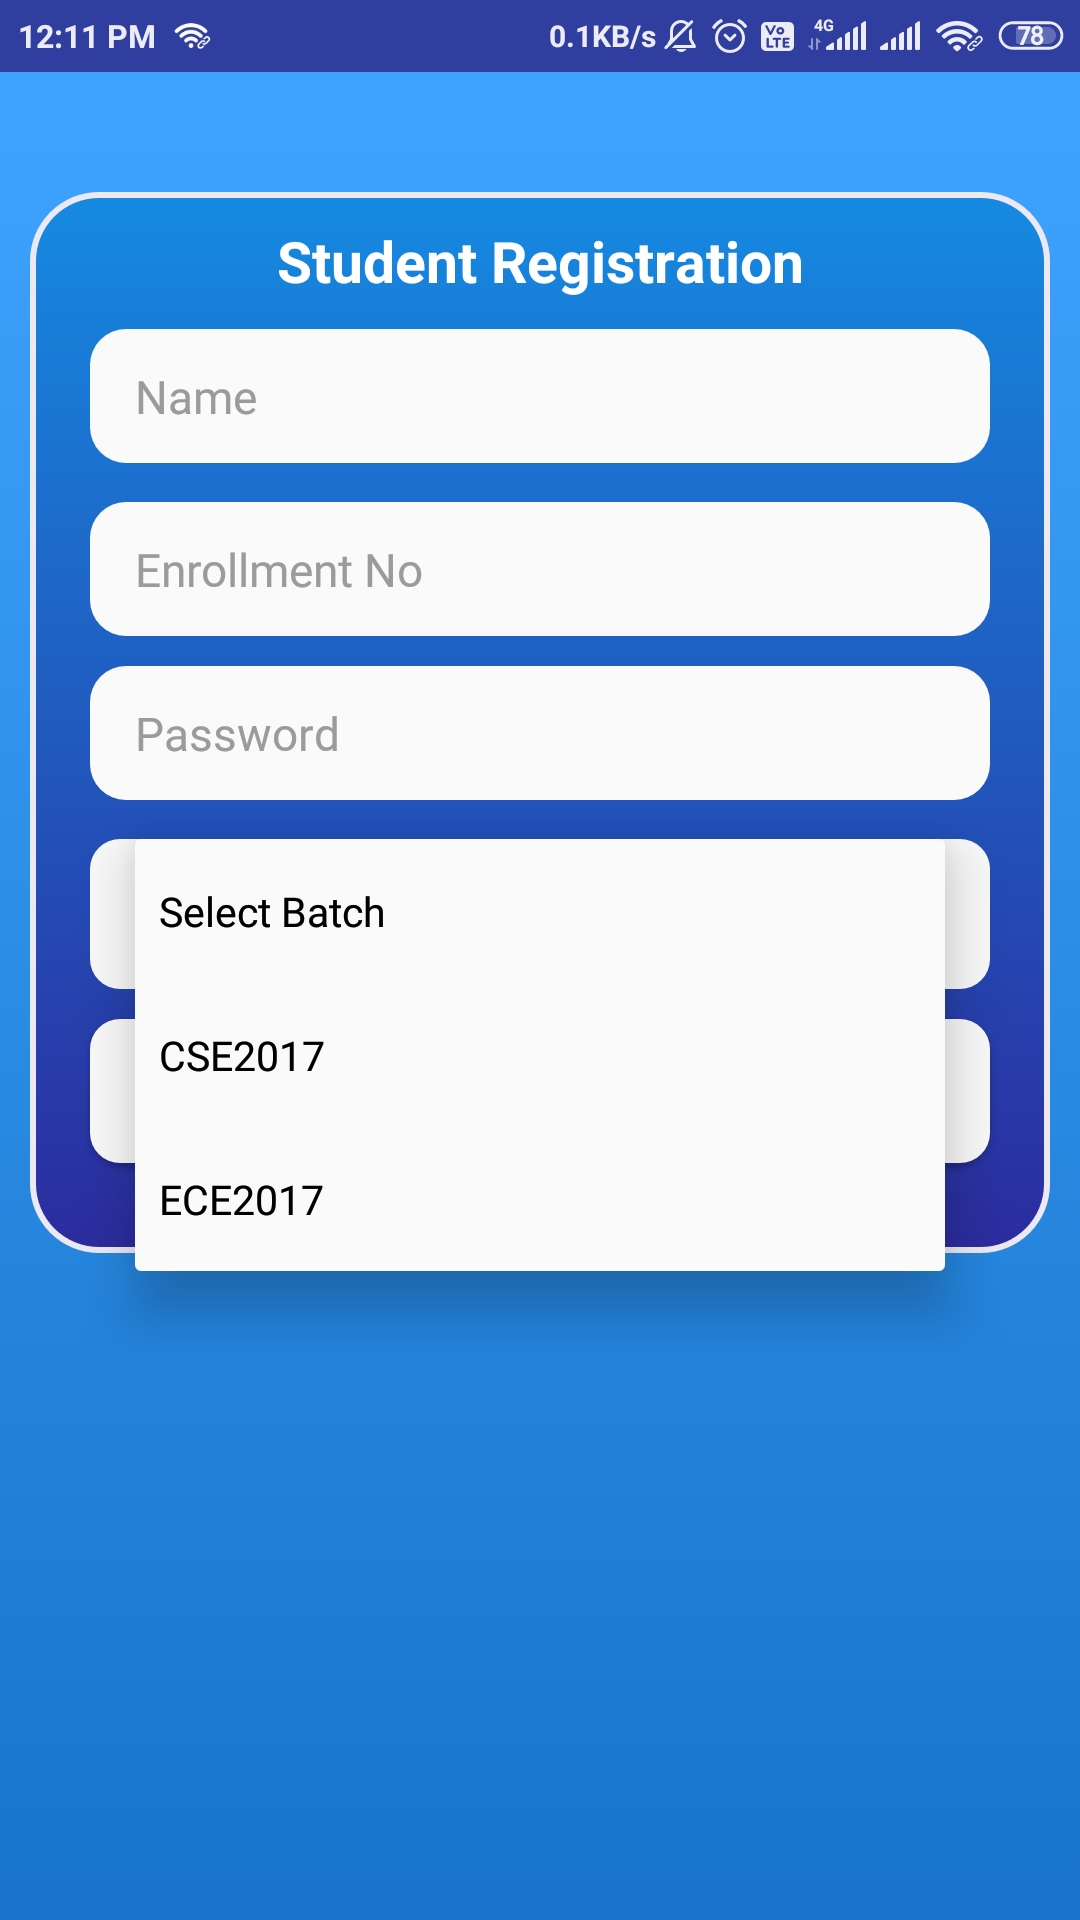 12:11 PM 0.1KB/s Vo LTE 4G 78
Student Registration
Name
Enrollment No
Password
Select Batch
CSE2017
ECE2017